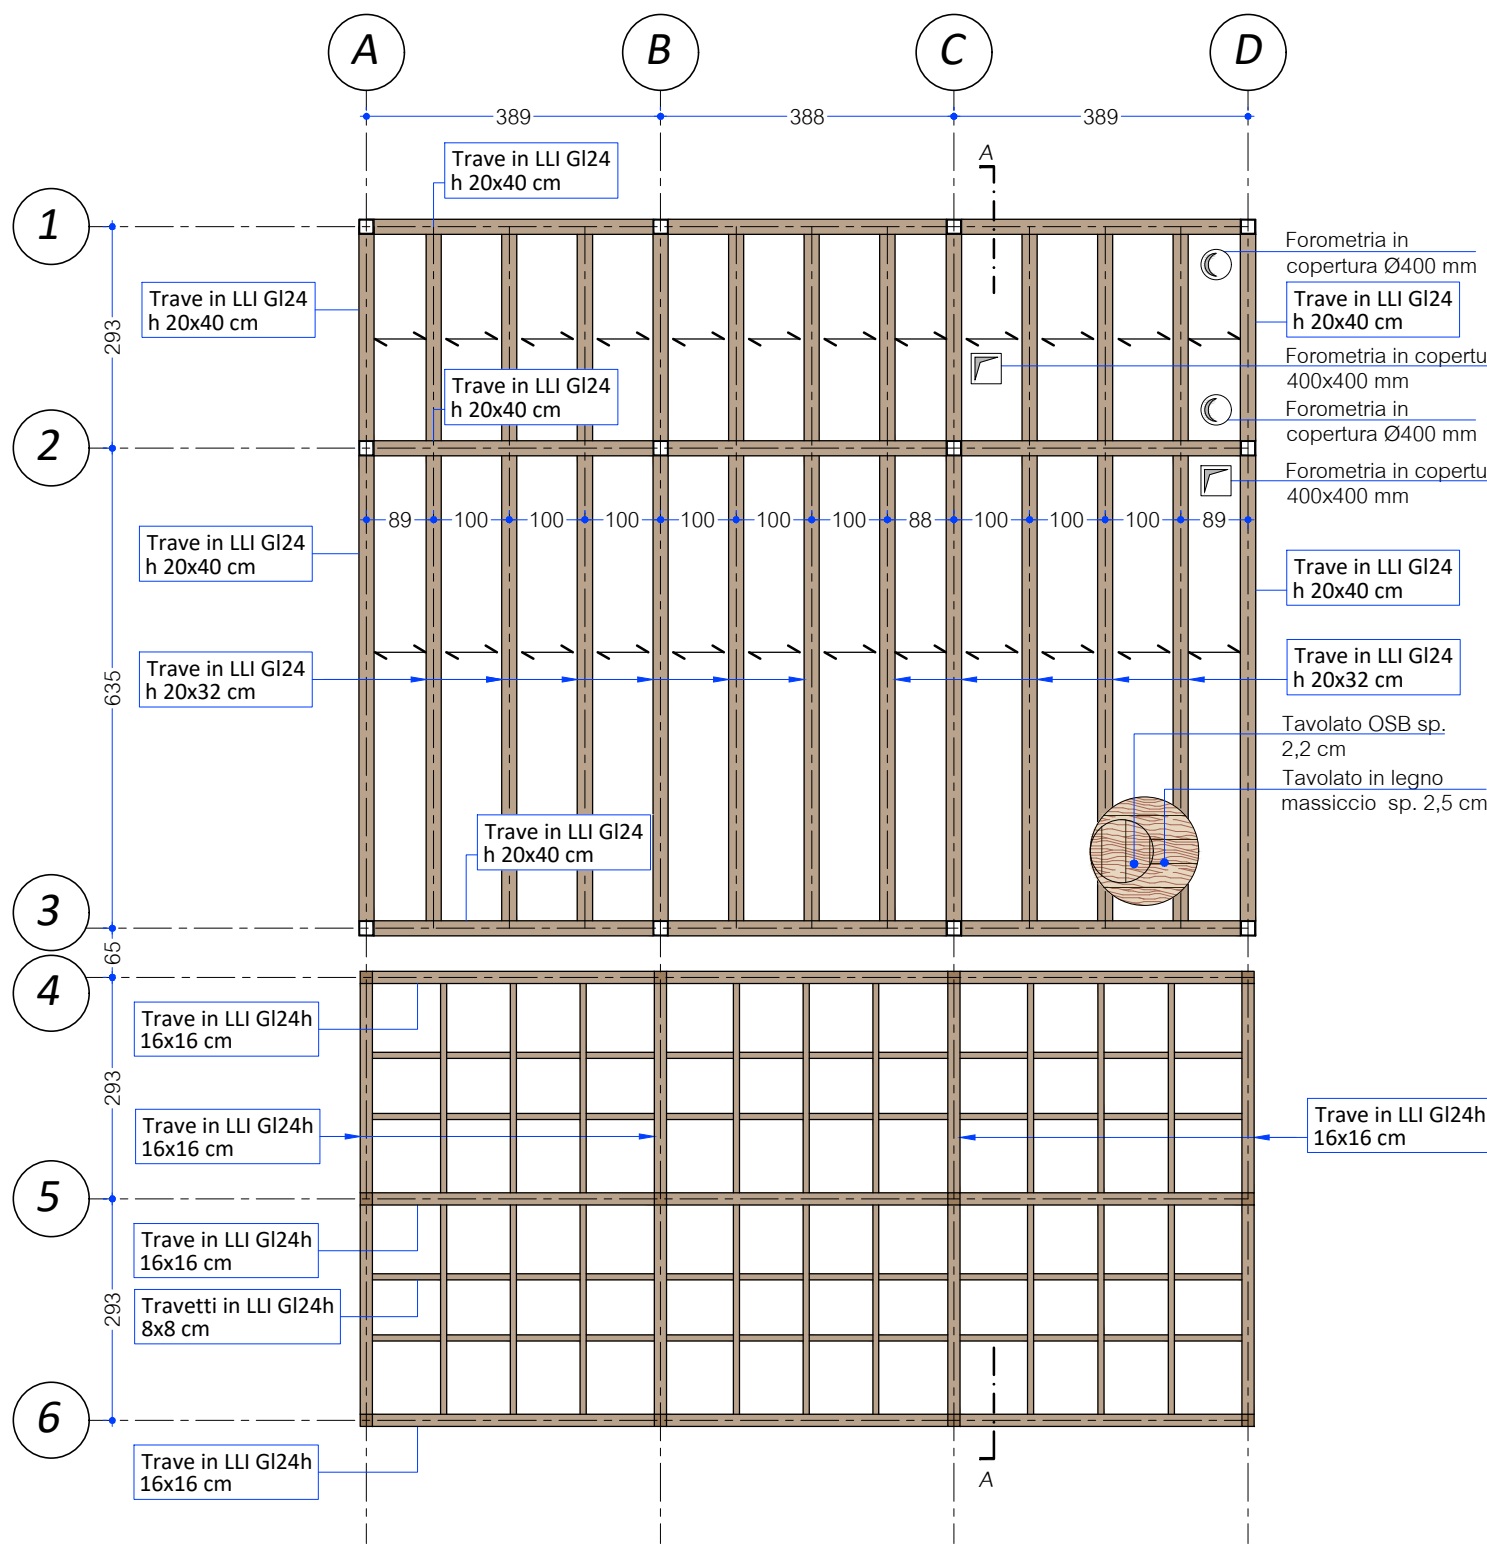 A
B
C
D
389
388
389
Trave in LLI Gl24
h 20x40 cm
A
1
Forometria in
copertura Ø400 mm
Trave in LLI Gl24
h 20x40 cm
Trave in LLI Gl24
h 20x40 cm
293
Forometria in copertu
400x400 mm
Trave in LLI Gl24
h 20x40 cm
Forometria in
copertura Ø400 mm
2
Forometria in copertu
400x400 mm
89
100
100
100
100
100
100
88
100
100
100
89
Trave in LLI Gl24
h 20x40 cm
Trave in LLI Gl24
h 20x40 cm
635
Trave in LLI Gl24
h 20x32 cm
Trave in LLI Gl24
h 20x32 cm
Tavolato OSB sp.
2,2 cm
Tavolato in legno
massiccio sp. 2,5 cm
Trave in LLI Gl24
h 20x40 cm
3
65
4
Trave in LLI Gl24h
16x16 cm
293
Trave in LLI Gl24h
16x16 cm
Trave in LLI Gl24h
16x16 cm
5
Trave in LLI Gl24h
16x16 cm
293
Travetti in LLI Gl24h
8x8 cm
6
Trave in LLI Gl24h
16x16 cm
A